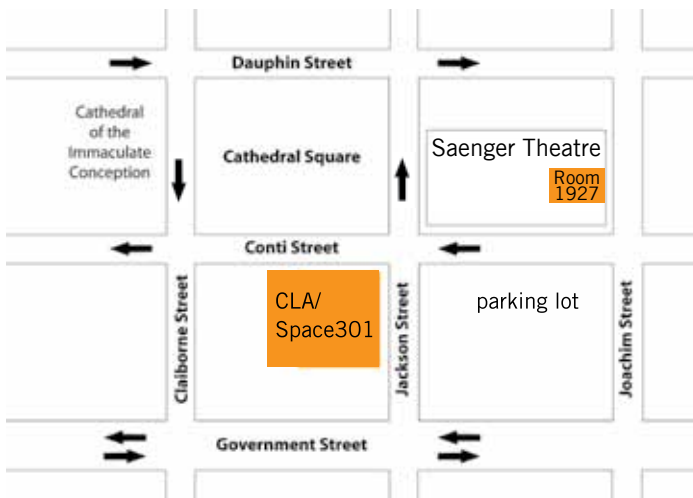 Dauphin Street
Cathedral
of the
Immaculate
Conception
Cathedral Square
Saenger Theatre
Room
1927
Conti Street
Claiborne Street
CLA/
Space301
Jackson Street
parking lot
Joachim Street
Government Street